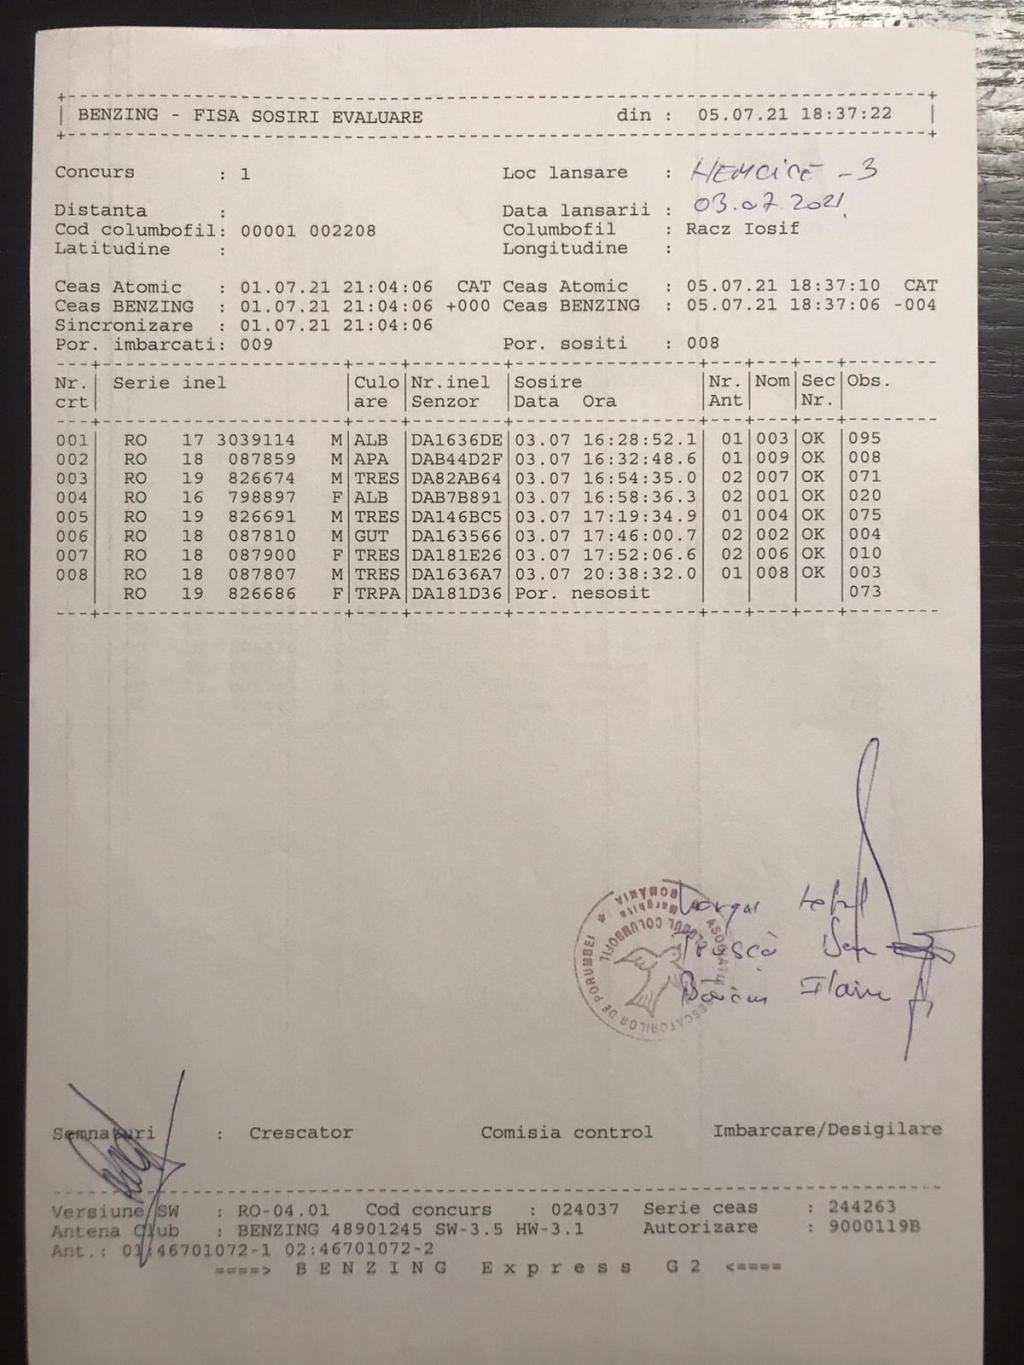 BENZING - FISA SOSIRI EVALUARE din : 05.07.21 18:37:22
Concurs : 1 Loc lansare : -3
Distanta : Data lansarii : 03.07.2021
Cod columbofil: 00001 002208 Columbofil : Racz Iosif
Latitudine : Longitudine :
Ceas Atomic : 01.07.21 21:04:06 CAT Ceas Atomic : 05.07.21 18:37:10 CAT
Ceas BENZING : 01.07.21 21:04:06 +000 Ceas BENZING : 05.07.21 18:37:06 -004
Sincronizare : 01.07.21 21:04:06
Por. imbarcati: 009 Por. sositi : 008
Nr. | Serie inel | Culo | Nr.inel | Sosire | Nr. | Nom | Sec | Obs.
crt | | are | Senzor | Data Ora | Ant | | Nr. |
001 | RO 17 3039114 M | ALB | DA1636DE | 03.07 16:28:52.1 | 01 | 003 | OK | 095
002 | RO 18 087859 M | APA | DAB44D2F | 03.07 16:32:48.6 | 01 | 009 | OK | 008
003 | RO 19 826674 M | TRES | DA82AB64 | 03.07 16:54:35.0 | 02 | 007 | OK | 071
004 | RO 16 798897 F | ALB | DAB7B891 | 03.07 16:58:36.3 | 02 | 001 | OK | 020
005 | RO 19 826691 M | TRES | DA146BC5 | 03.07 17:19:34.9 | 01 | 004 | OK | 075
006 | RO 18 087810 M | GUT | DA163566 | 03.07 17:46:00.7 | 02 | 002 | OK | 004
007 | RO 18 087900 F | TRES | DA181E26 | 03.07 17:52:06.6 | 02 | 006 | OK | 010
008 | RO 18 087807 M | TRES | DA1636A7 | 03.07 20:38:32.0 | 01 | 008 | OK | 003
RO 19 826686 F | TRPA | DA181D36 | Por. nesosit | | | | 073
ROMÂNIA
Marghita
CLUBUL COLUMBOFIL
CRESCATORILOR DE PORUMBEI
Semnaturi : Crescator Comisia control Imbarcare/Desigilare
Versiune SW : RO-04.01 Cod concurs : 024037 Serie ceas : 244263
Antena Club : BENZING 48901245 SW-3.5 HW-3.1 Autorizare : 9000119B
Ant.: 01:46701072-1 02:46701072-2
====> B E N Z I N G E x p r e s s G 2 <====